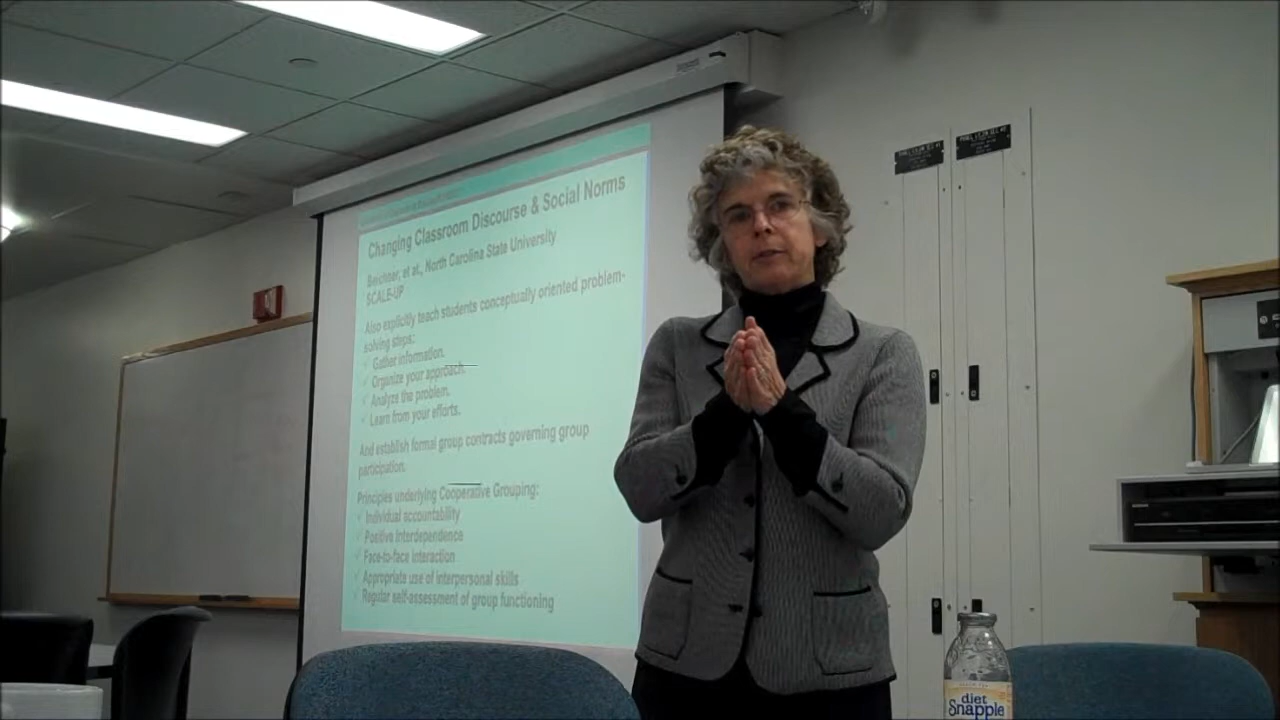 Changing Classroom Discourse & Social Norms
Beichner, et al., North Carolina State University
SCALE-UP
Also explicitly teach students conceptually oriented problem-
solving steps:
✓ Gather information.
✓ Organize your approach.
✓ Analyze the problem.
✓ Learn from your efforts.
And establish formal group contracts governing group
participation.
Principles underlying Cooperative Grouping:
✓ Individual accountability
✓ Positive Interdependence
✓ Face-to-face interaction
✓ Appropriate use of interpersonal skills
✓ Regular self-assessment of group functioning
diet
Snapple